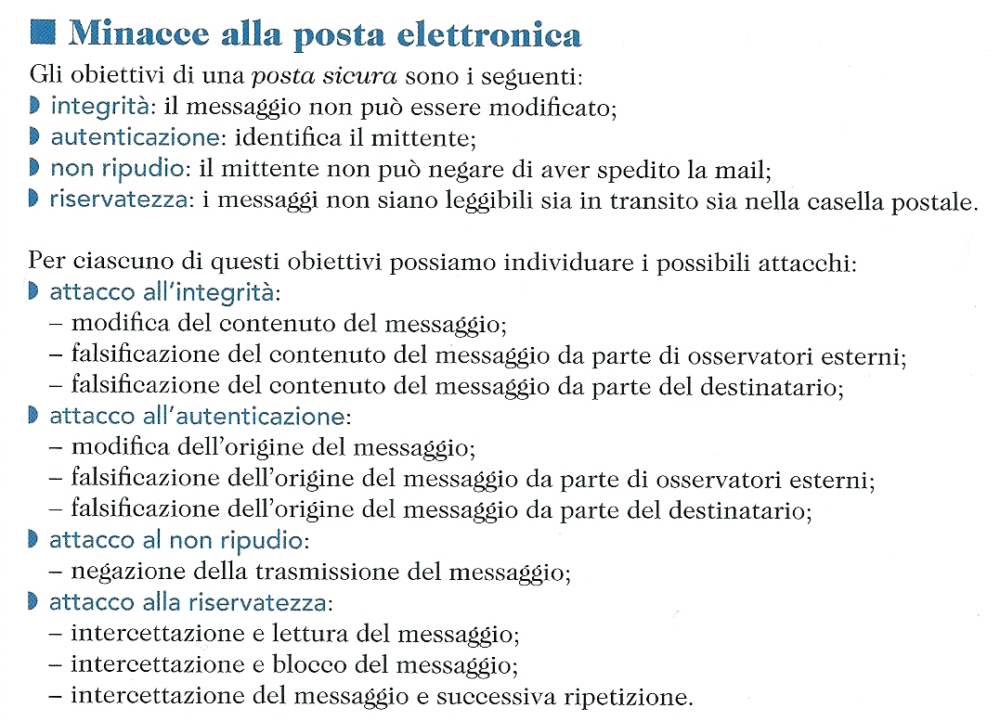 Minacce alla posta elettronica
Gli obiettivi di una posta sicura sono i seguenti:
integrità: il messaggio non può essere modificato;
autenticazione: identifica il mittente;
non ripudio: il mittente non può negare di aver spedito la mail;
riservatezza: i messaggi non siano leggibili sia in transito sia nella casella postale.
Per ciascuno di questi obiettivi possiamo individuare i possibili attacchi:
attacco all'integrità:
– modifica del contenuto del messaggio;
– falsificazione del contenuto del messaggio da parte di osservatori esterni;
– falsificazione del contenuto del messaggio da parte del destinatario;
attacco all'autenticazione:
– modifica dell'origine del messaggio;
– falsificazione dell'origine del messaggio da parte di osservatori esterni;
– falsificazione dell'origine del messaggio da parte del destinatario;
attacco al non ripudio:
– negazione della trasmissione del messaggio;
attacco alla riservatezza:
– intercettazione e lettura del messaggio;
– intercettazione e blocco del messaggio;
– intercettazione del messaggio e successiva ripetizione.